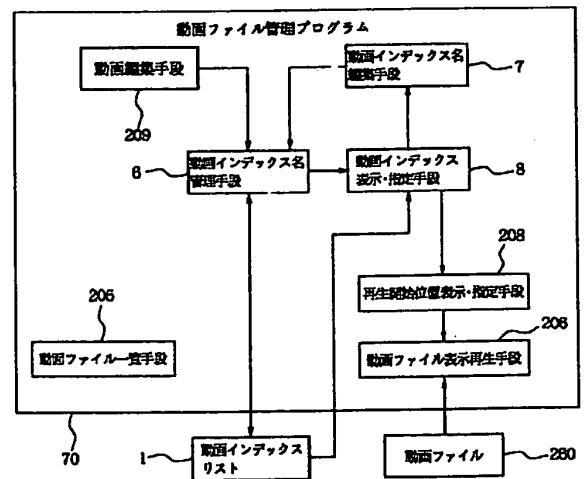 動画ファイル管理プログラム
動画編集手段
209
動画インデックス名
編集手段
7
6
動画インデックス名
管理手段
動画インデックス
表示・指定手段
8
208
再生開始位置表示・指定手段
205
206
動画ファイル一覧手段
動画ファイル表示再生手段
70
1
動画インデックス
リスト
動画ファイル
280